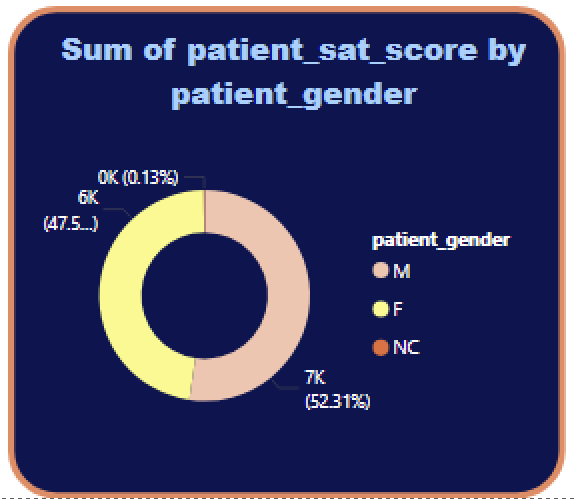 Sum of patient_sat_score by
patient_gender
0K (0.13%)
6K
(47.5...)
patient_gender
M
F
NC
7K
(52.31%)